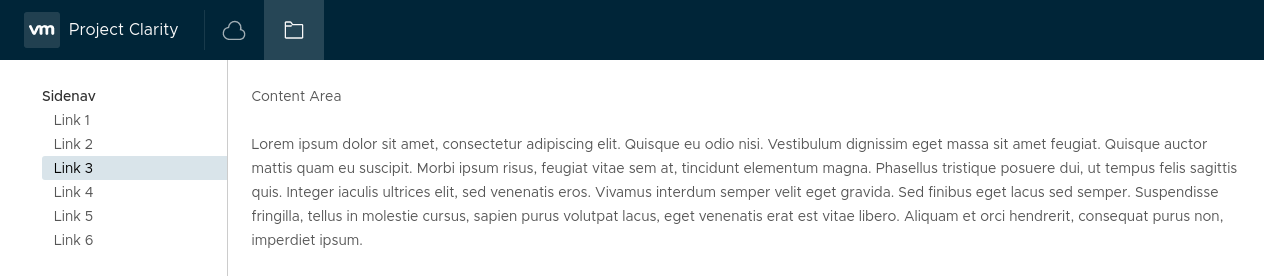 vm Project Clarity
Sidenav
Link 1
Link 2
Link 3
Link 4
Link 5
Link 6
Content Area
Lorem ipsum dolor sit amet, consectetur adipiscing elit. Quisque eu odio nisi. Vestibulum dignissim eget massa sit amet feugiat. Quisque auctor
mattis quam eu suscipit. Morbi ipsum risus, feugiat vitae sem at, tincidunt elementum magna. Phasellus tristique posuere dui, ut tempus felis sagittis
quis. Integer iaculis ultrices elit, sed venenatis eros. Vivamus interdum semper velit eget gravida. Sed finibus eget lacus sed semper. Suspendisse
fringilla, tellus in molestie cursus, sapien purus volutpat lacus, eget venenatis erat est vitae libero. Aliquam et orci hendrerit, consequat purus non,
imperdiet ipsum.